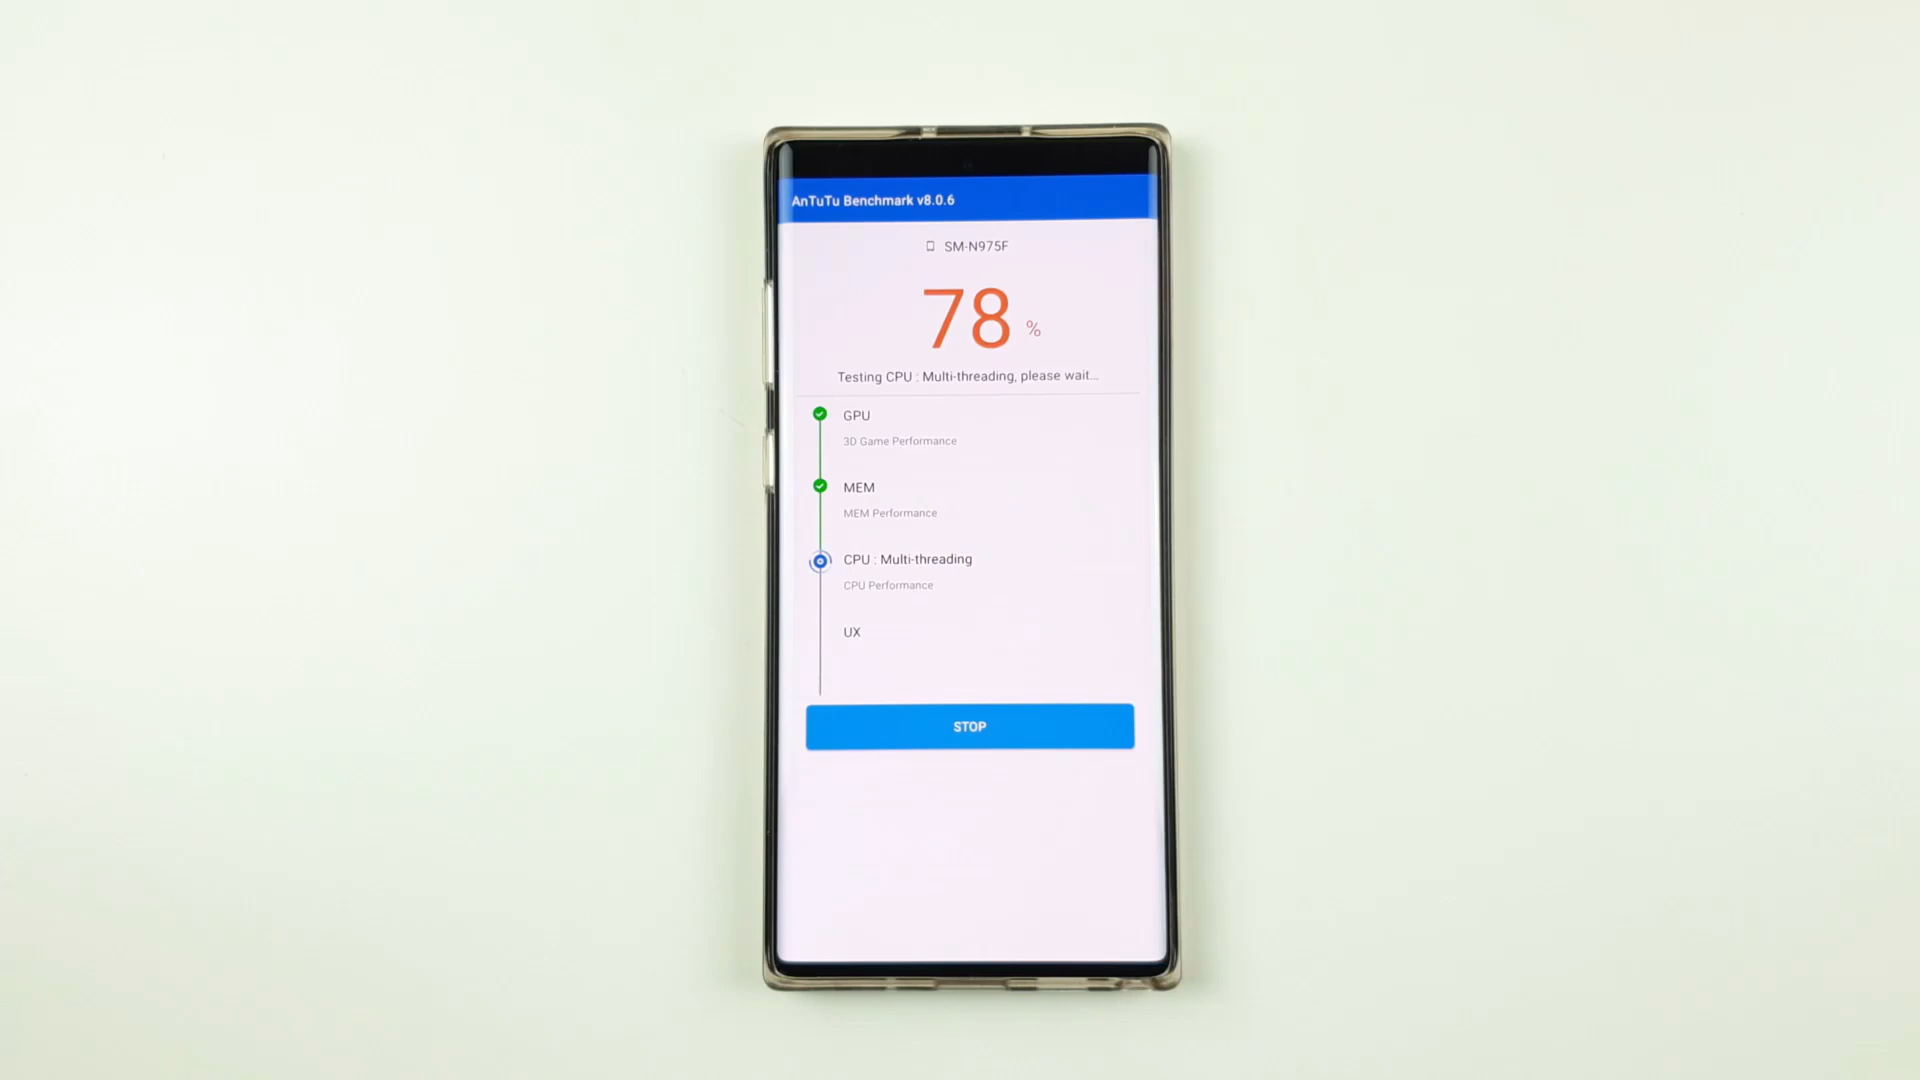 AnTuTu Benchmark v8.0.6
SM-N975F
78 %
Testing CPU : Multi-threading, please wait...
GPU
3D Game Performance
MEM
MEM Performance
CPU : Multi-threading
CPU Performance
UX
STOP